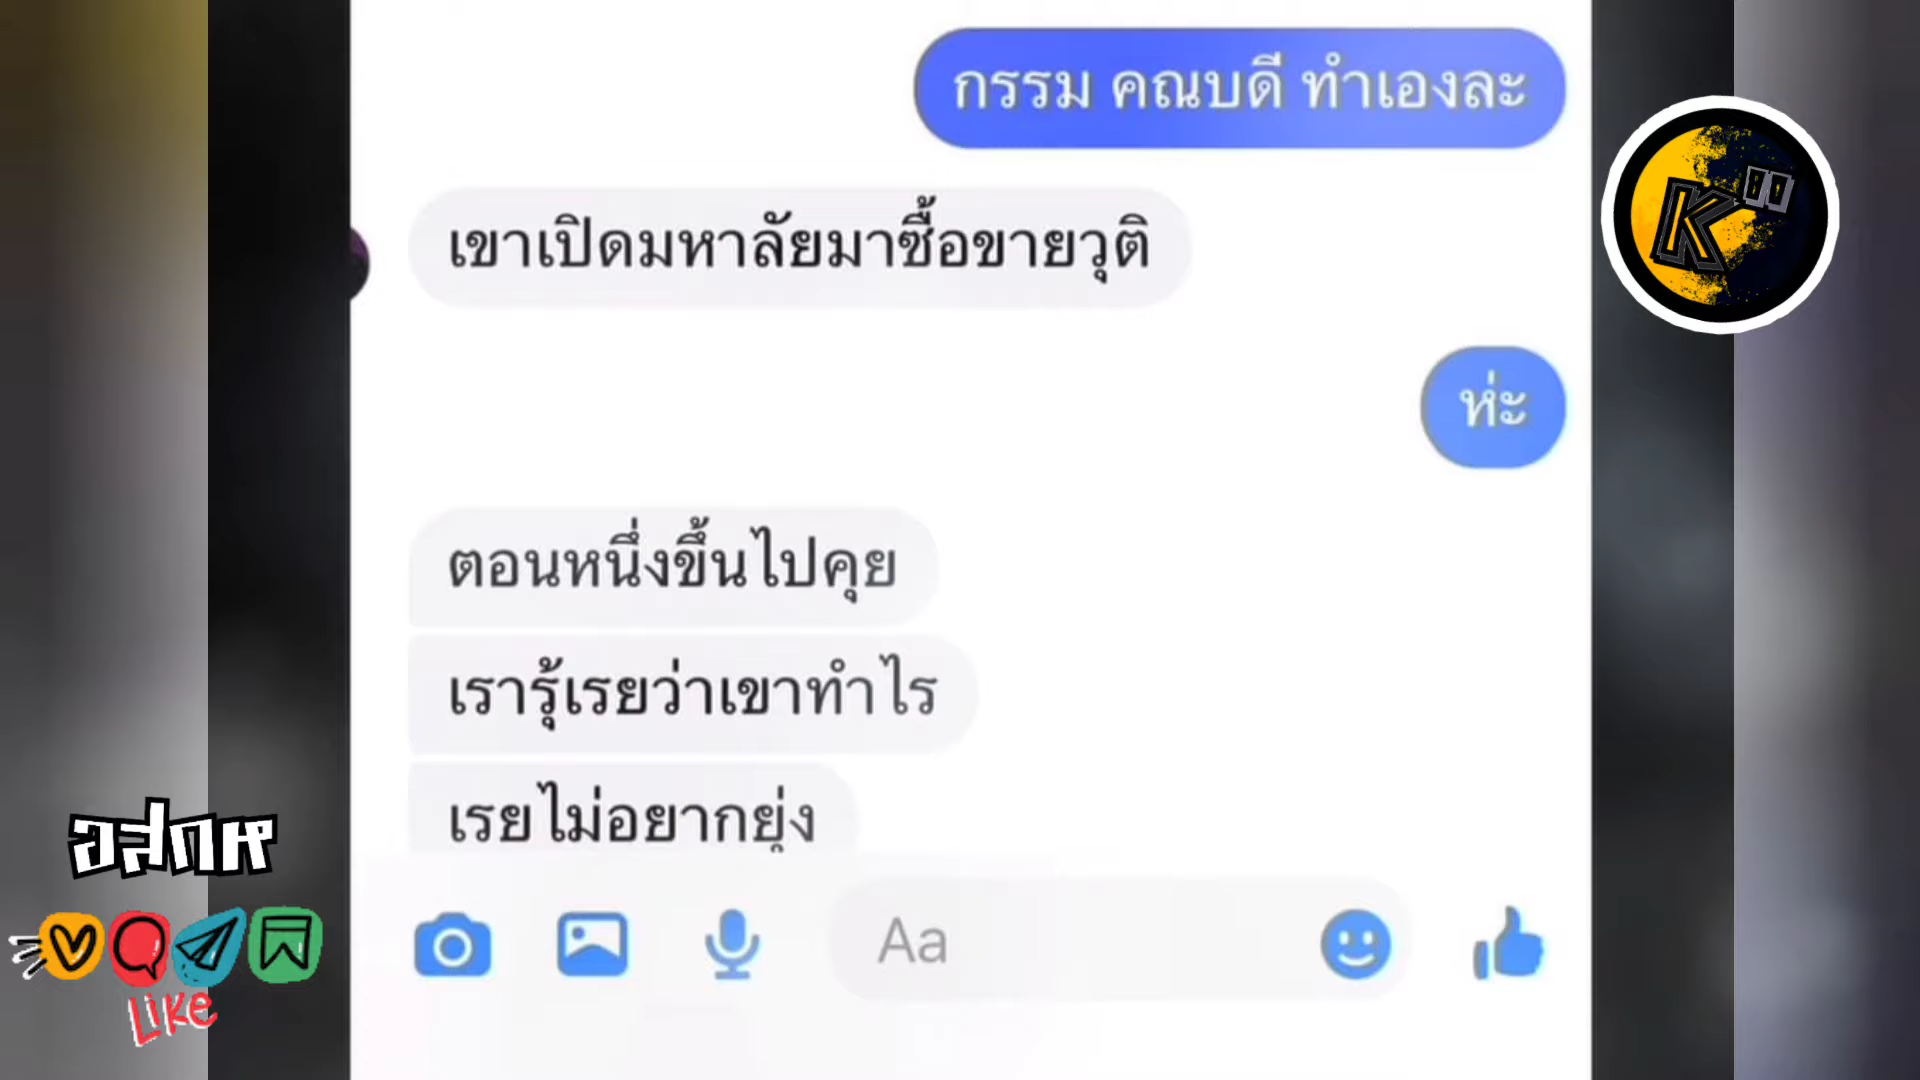 กรรม คณบดี ทำเองละ
เขาเปิดมหาลัยมาซื้อขายวุติ
ห่ะ
ตอนหนึ่งขึ้นไปคุย
เรารู้เรยว่าเขาทำไร
เรยไม่อยากยุ่ง
Aa
K"
อสกห
Like